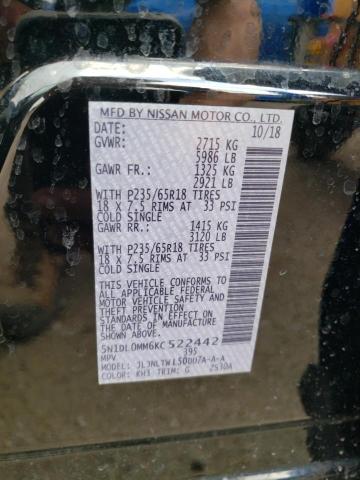 MFD BY NISSAN MOTOR CO., LTD.
DATE: 10/18
GVWR: 2715 KG
5986 LB
GAWR FR.: 1325 KG
2921 LB
WITH P235/65R18 TIRES
18 X 7.5 RIMS AT 33 PSI
COLD SINGLE
GAWR RR.: 1415 KG
3120 LB
WITH P235/65R18 TIRES
18 X 7.5 RIMS AT 33 PSI
COLD SINGLE
THIS VEHICLE CONFORMS TO
ALL APPLICABLE FEDERAL
MOTOR VEHICLE SAFETY AND
THEFT PREVENTION
STANDARDS IN EFFECT ON
THE DATE OF MANUFACTURE
SHOWN ABOVE.
5N1DL0MM6KC522442
MPV 395
MODEL:
COLOR: KH3 TRIM: G